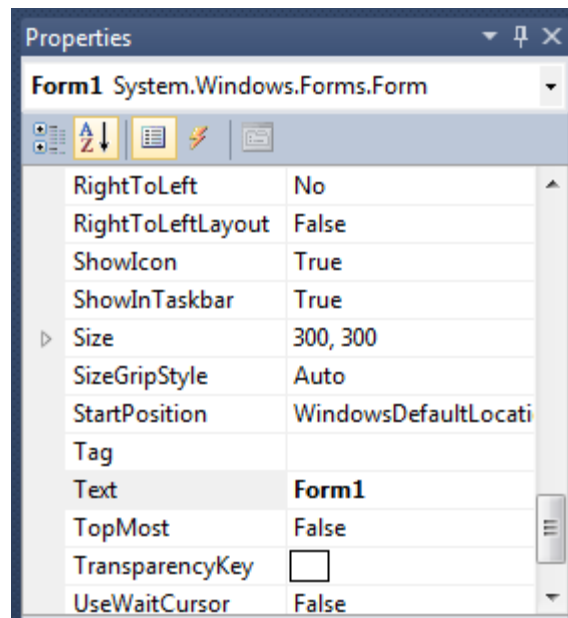 Properties
Form1 System.Windows.Forms.Form
A
Z
RightToLeft No
RightToLeftLayout False
ShowIcon True
ShowInTaskbar True
Size 300, 300
SizeGripStyle Auto
StartPosition WindowsDefaultLocati
Tag
Text Form1
TopMost False
TransparencyKey
UseWaitCursor False